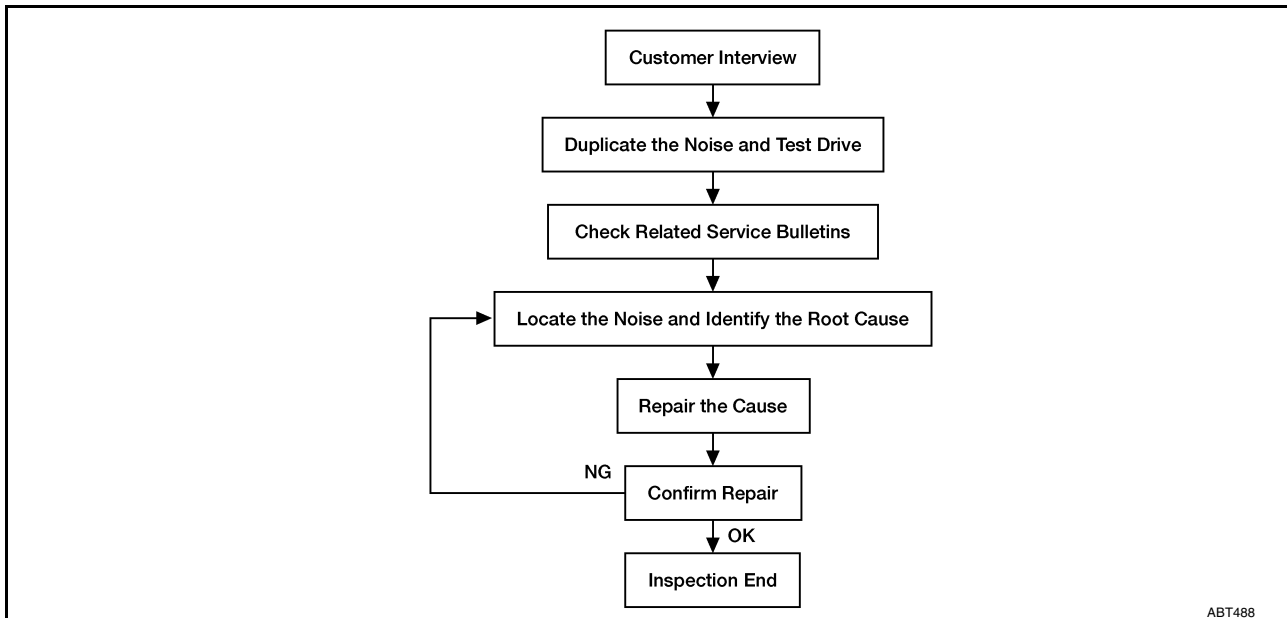 Customer Interview
Duplicate the Noise and Test Drive
Check Related Service Bulletins
Locate the Noise and Identify the Root Cause
Repair the Cause
NG
Confirm Repair
OK
Inspection End
ABT488